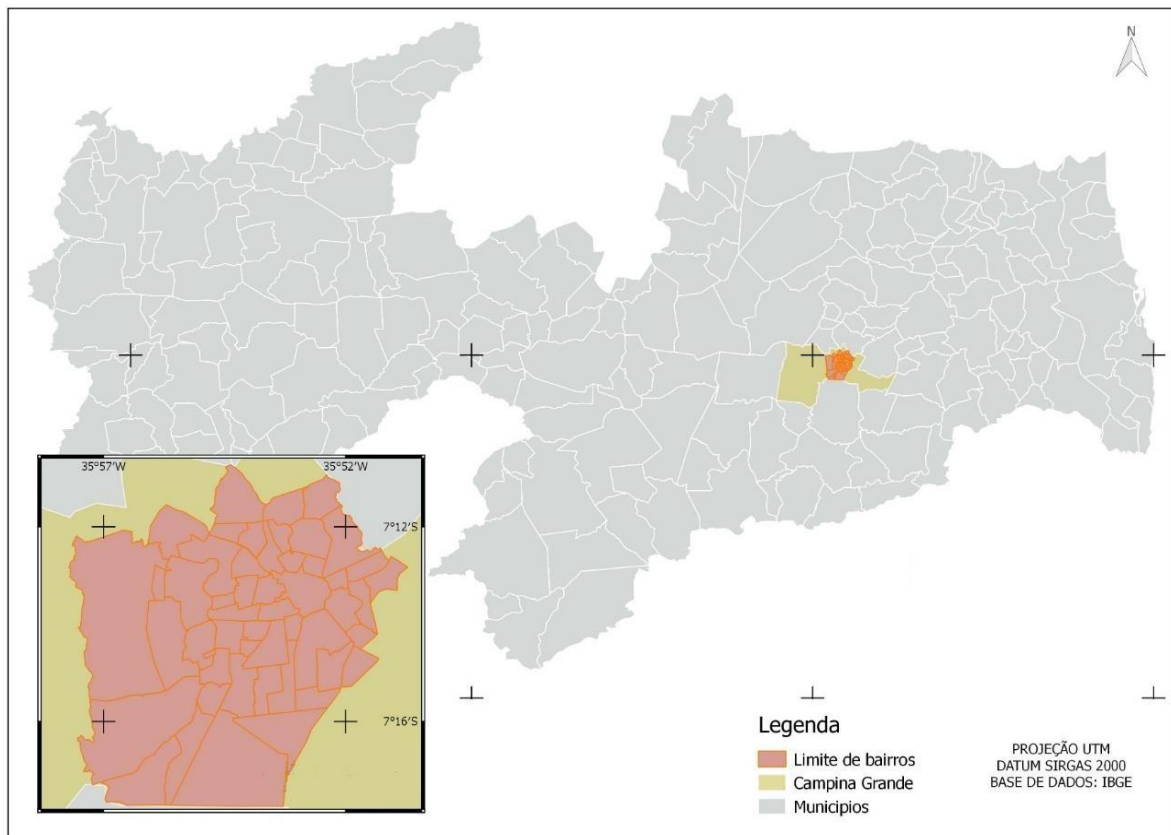 N
35°57'W
35°52'W
7°12'S
7°16'S
Legenda
Limite de bairros
Campina Grande
Municipios
PROJEÇÃO UTM
DATUM SIRGAS 2000
BASE DE DADOS: IBGE